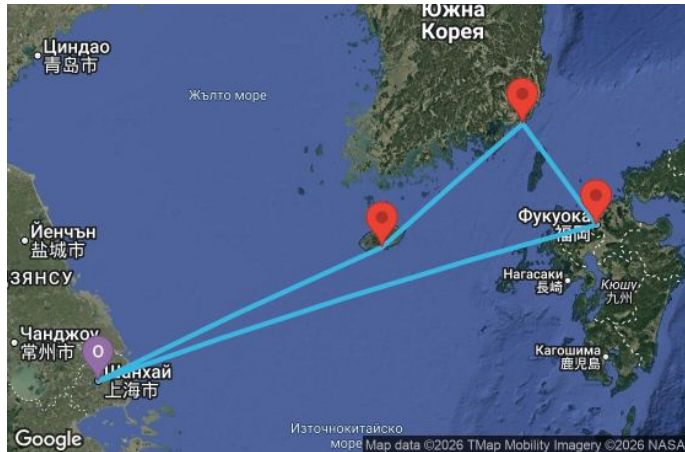 Южна
Корея
Циндао
青岛市
Жълто море
Фукуока
福岡
Йенчън
盐城市
Нагасаки
長崎
Кюшу
九州
ЗЯНСУ
Чанджоу
常州市
O
Шанхай
上海市
Кагошима
鹿児島
Източнокитайско
море
Google
Map data ©2026 TMap Mobility Imagery ©2026 NASA